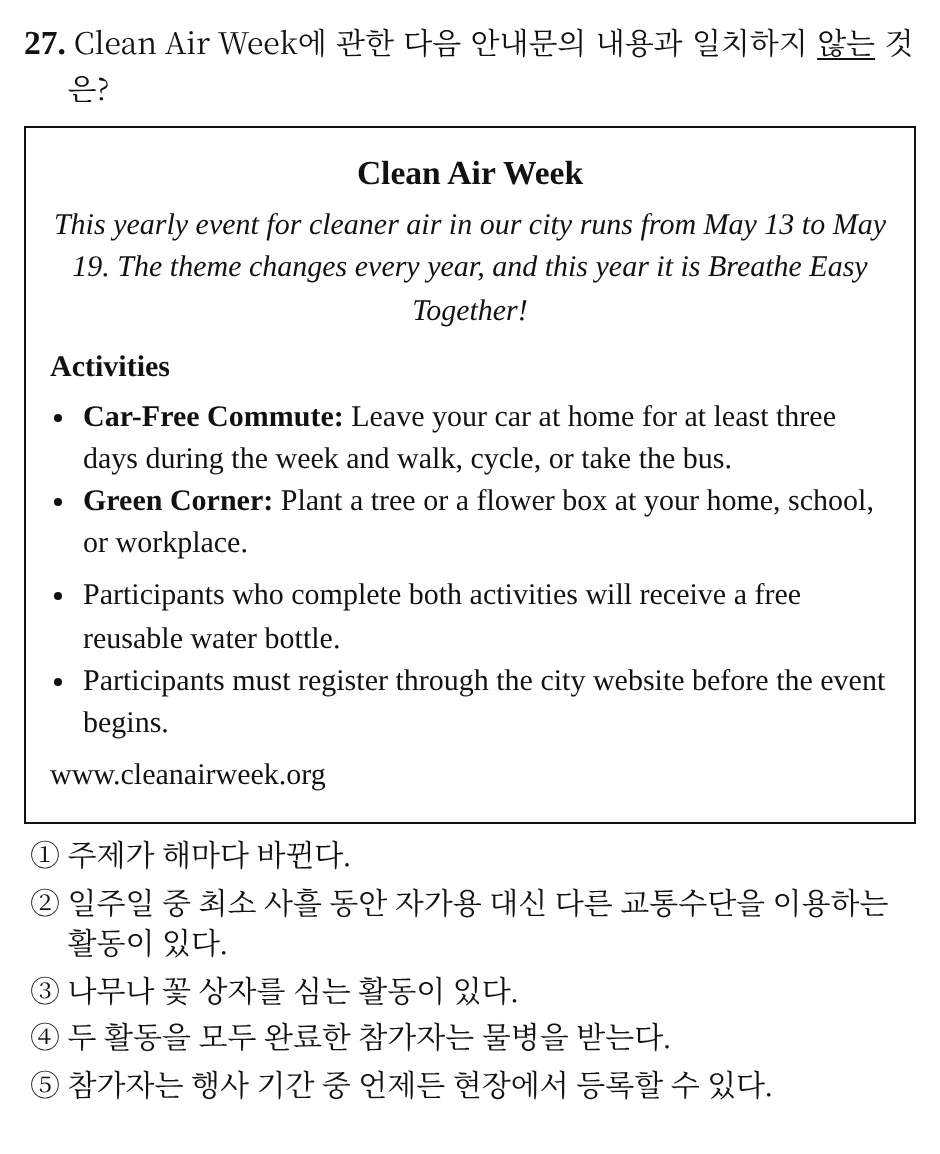 27. Clean Air Week에 관한 다음 안내문의 내용과 일치하지 않는 것
은?
Clean Air Week
This yearly event for cleaner air in our city runs from May 13 to May
19. The theme changes every year, and this year it is Breathe Easy
Together!
Activities
• Car-Free Commute: Leave your car at home for at least three
days during the week and walk, cycle, or take the bus.
• Green Corner: Plant a tree or a flower box at your home, school,
or workplace.
• Participants who complete both activities will receive a free
reusable water bottle.
• Participants must register through the city website before the event
begins.
www.cleanairweek.org
① 주제가 해마다 바뀐다.
② 일주일 중 최소 사흘 동안 자가용 대신 다른 교통수단을 이용하는
활동이 있다.
③ 나무나 꽃 상자를 심는 활동이 있다.
④ 두 활동을 모두 완료한 참가자는 물병을 받는다.
⑤ 참가자는 행사 기간 중 언제든 현장에서 등록할 수 있다.